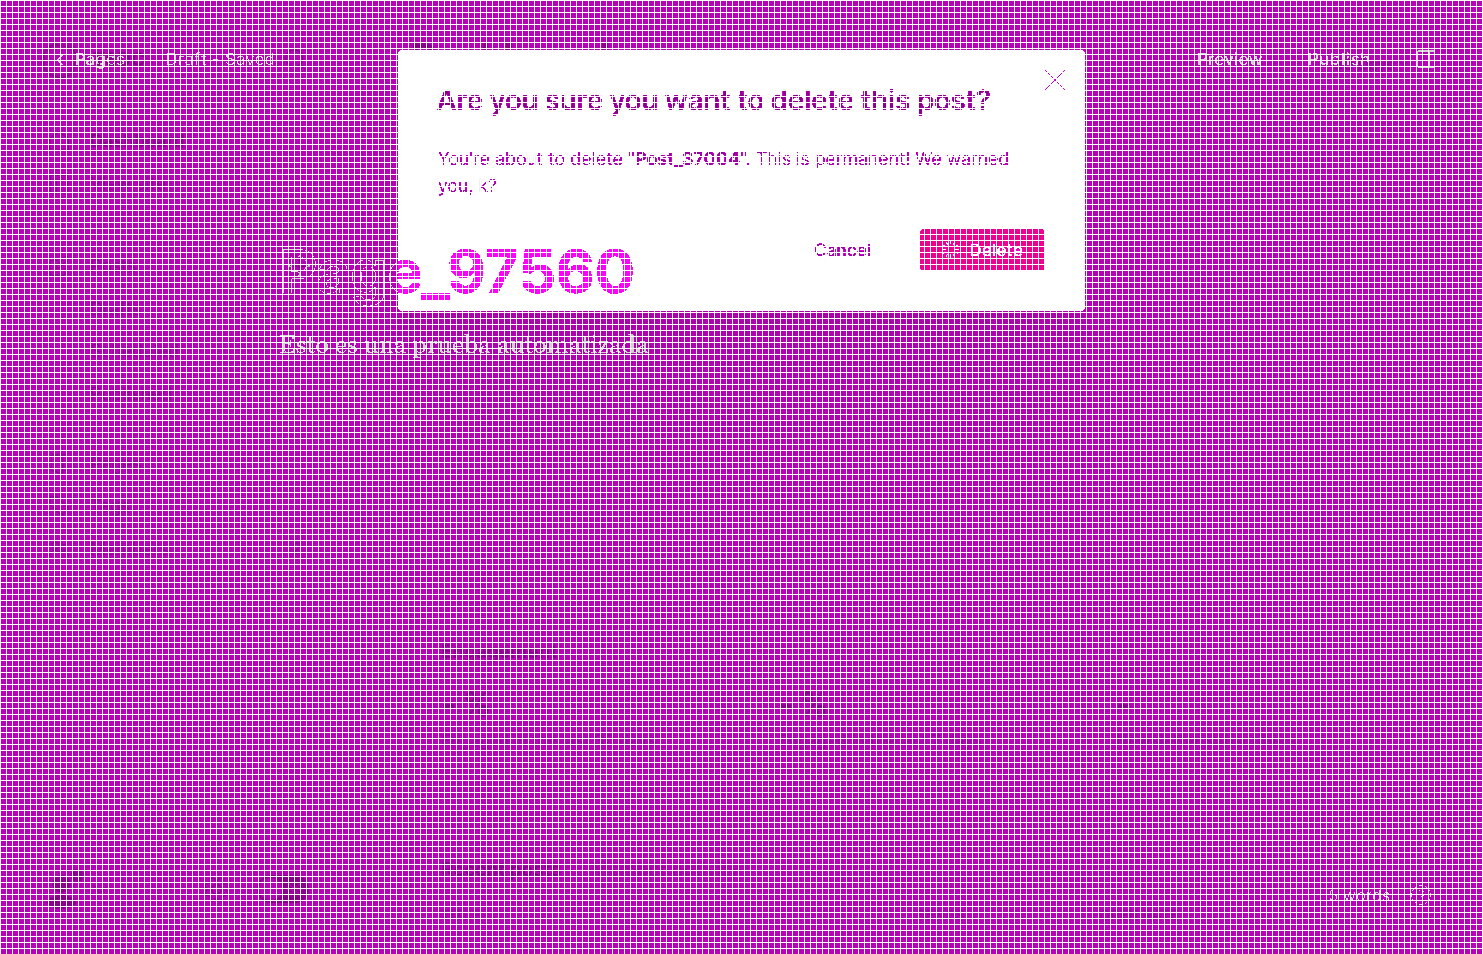 Pages
Draft - Saved
Preview
Publish
Are you sure you want to delete this post?
You're about to delete "Post_37004". This is permanent! We warned
you, k?
Cancel
Delete
Page_97560
Esto es una prueba automatizada
5 words